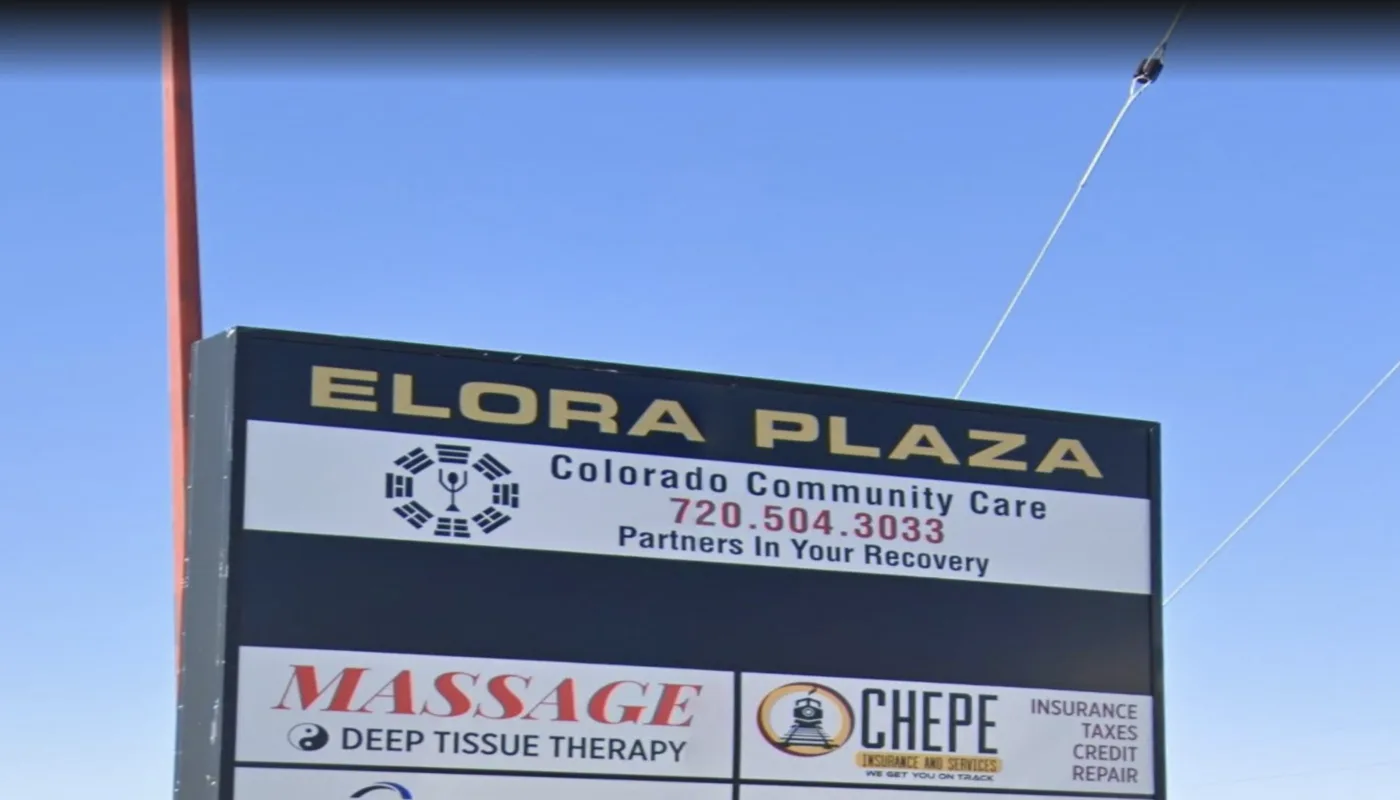 ELORA PLAZA
Colorado Community Care
720.504.3033
Partners In Your Recovery
MASSAGE
DEEP TISSUE THERAPY
CHEPE
INSURANCE AND SERVICES
WE GET YOU ON TRACK
INSURANCE
TAXES
CREDIT
REPAIR